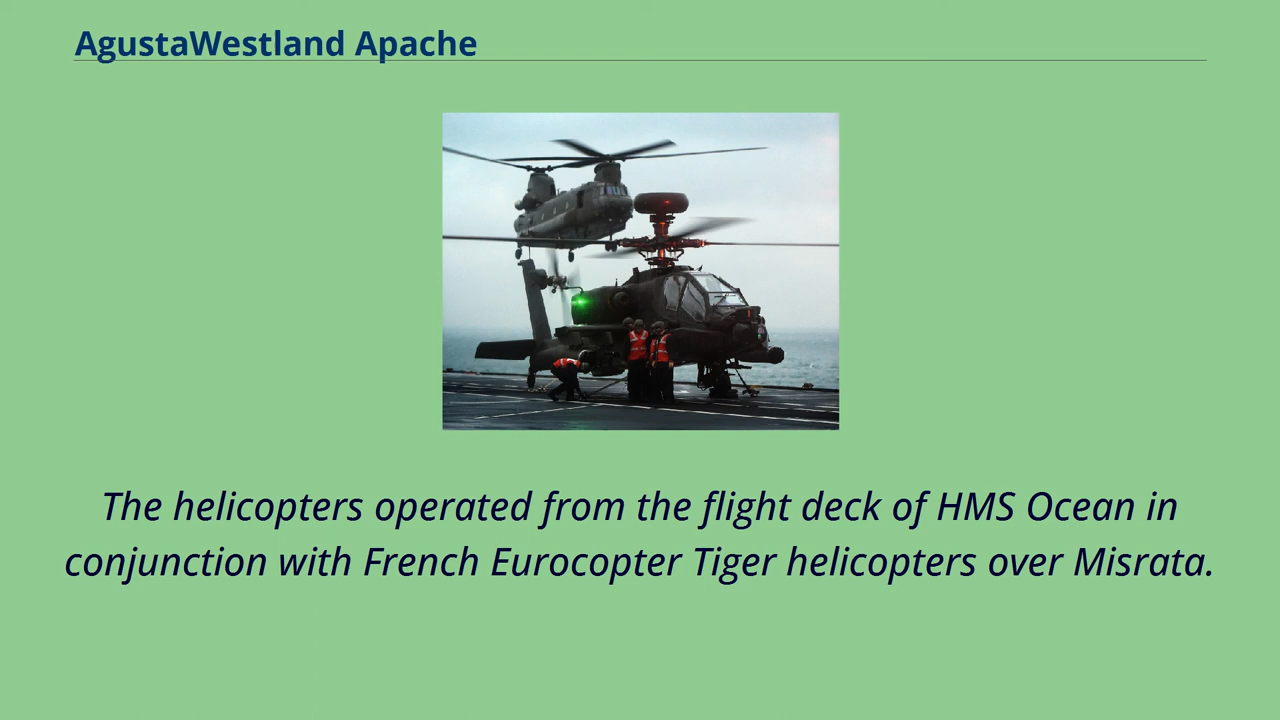 AgustaWestland Apache
The helicopters operated from the flight deck of HMS Ocean in
conjunction with French Eurocopter Tiger helicopters over Misrata.